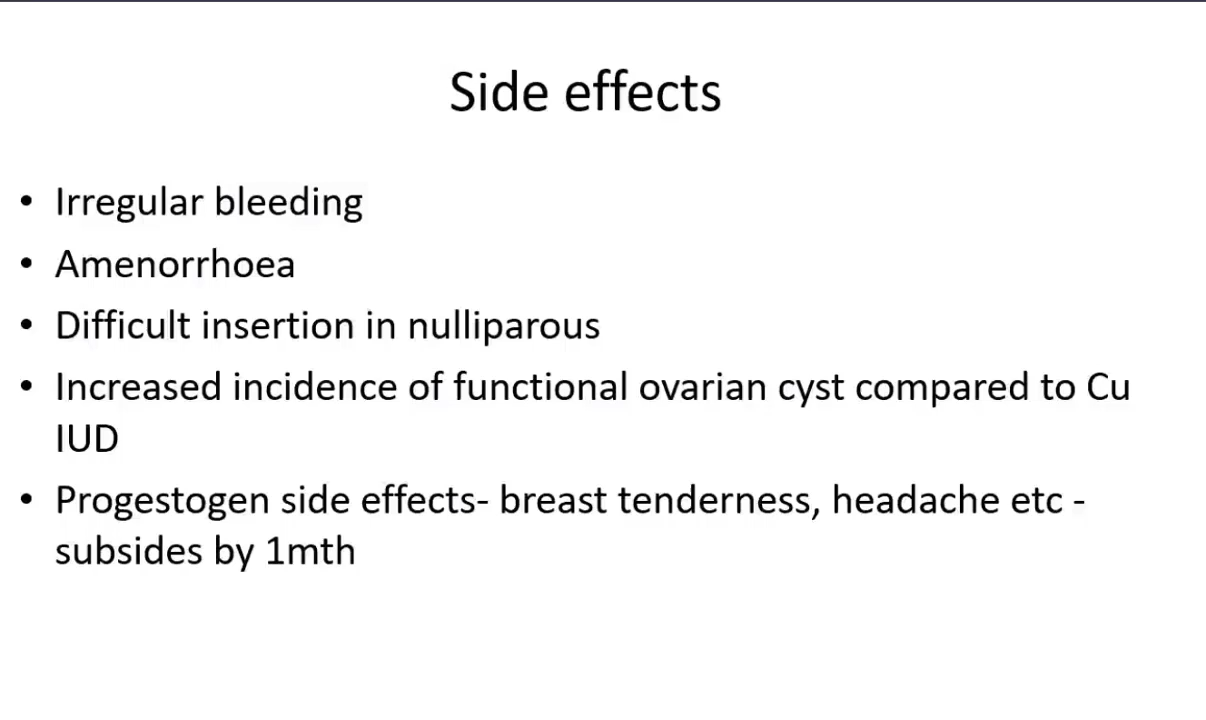 Side effects
• Irregular bleeding
• Amenorrhoea
• Difficult insertion in nulliparous
• Increased incidence of functional ovarian cyst compared to Cu
IUD
• Progestogen side effects- breast tenderness, headache etc -
subsides by 1mth